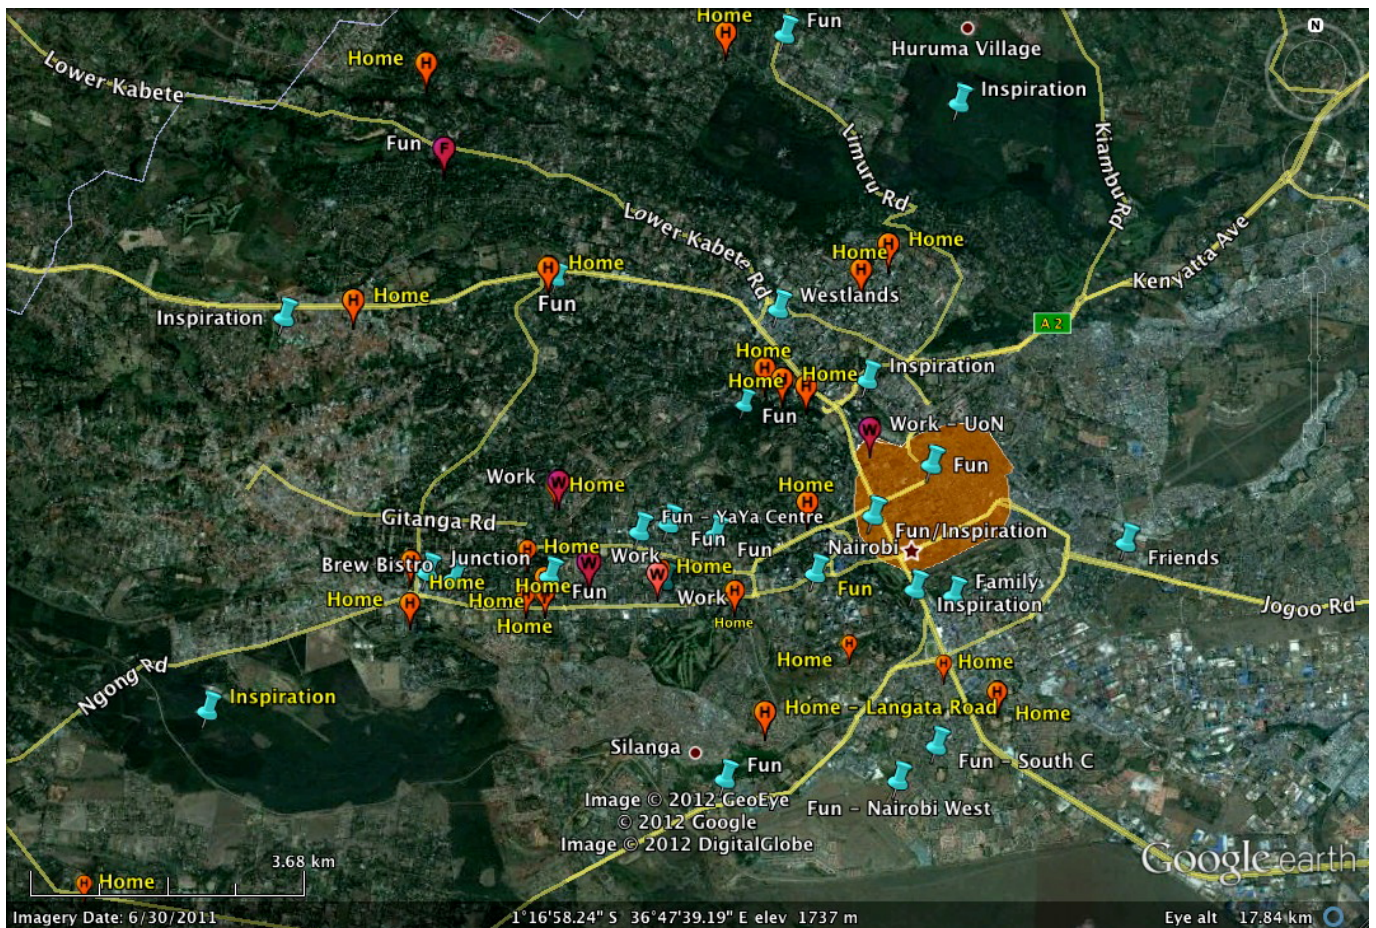 Home
Fun
N
Huruma Village
Home
H
H
Lower Kabete
Inspiration
Fun
F
Limuru Rd
Kiambu Rd
Lower Kabete Rd
Kenyatta Ave
Home
H
Home
H
Home
H
Fun
Home
H
Westlands
Inspiration
A 2
Home
H
Home
H
Home
H
Inspiration
Fun
W
Work - UoN
Fun
Work
W
Home
Home
H
Gitanga Rd
Fun - YaYa Centre
Fun
Fun
Fun/Inspiration
Nairobi
Friends
Brew Bistro
H
Junction
H
Home
Work
W
W
Home
Home
Home
Fun
Work
H
Home
Fun
Family
Inspiration
Jogoo Rd
Home
H
Home
Home
Home
H
H
Home
Ngong Rd
Inspiration
H
Home - Langata Road
H
Home
Silanga
Fun
Fun - South C
Fun - Nairobi West
Image © 2012 GeoEye
© 2012 Google
Image © 2012 DigitalGlobe
Google earth
3.68 km
H
Home
Imagery Date: 6/30/2011
1°16'58.24" S 36°47'39.19" E elev 1737 m
Eye alt 17.84 km